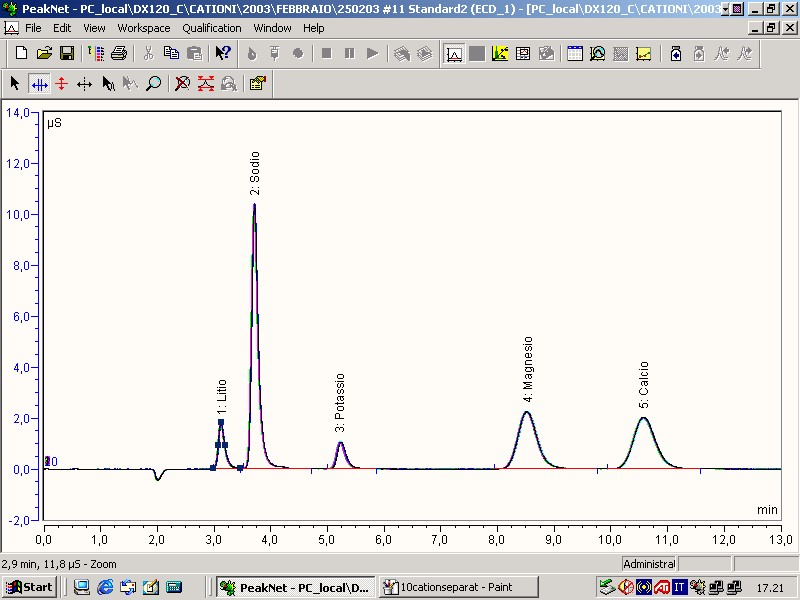 PeakNet - PC_local\DX120_C\CATIONI\2003\FEBBRAIO\250203 #11 Standard2 (ECD_1) - [PC_local\DX120_C\CATIONI\2003
File Edit View Workspace Qualification Window Help
14,0
µS
12,0
2: Sodio
10,0
8,0
6,0
4: Magnesio
5: Calcio
4,0
1: Litio
3: Potassio
2,0
0,0
min
-2,0
0,0 1,0 2,0 3,0 4,0 5,0 6,0 7,0 8,0 9,0 10,0 11,0 12,0 13,0
2,9 min, 11,8 µS - Zoom Administral
Start PeakNet - PC_local\D... 10cationseparat - Paint IT 17.21